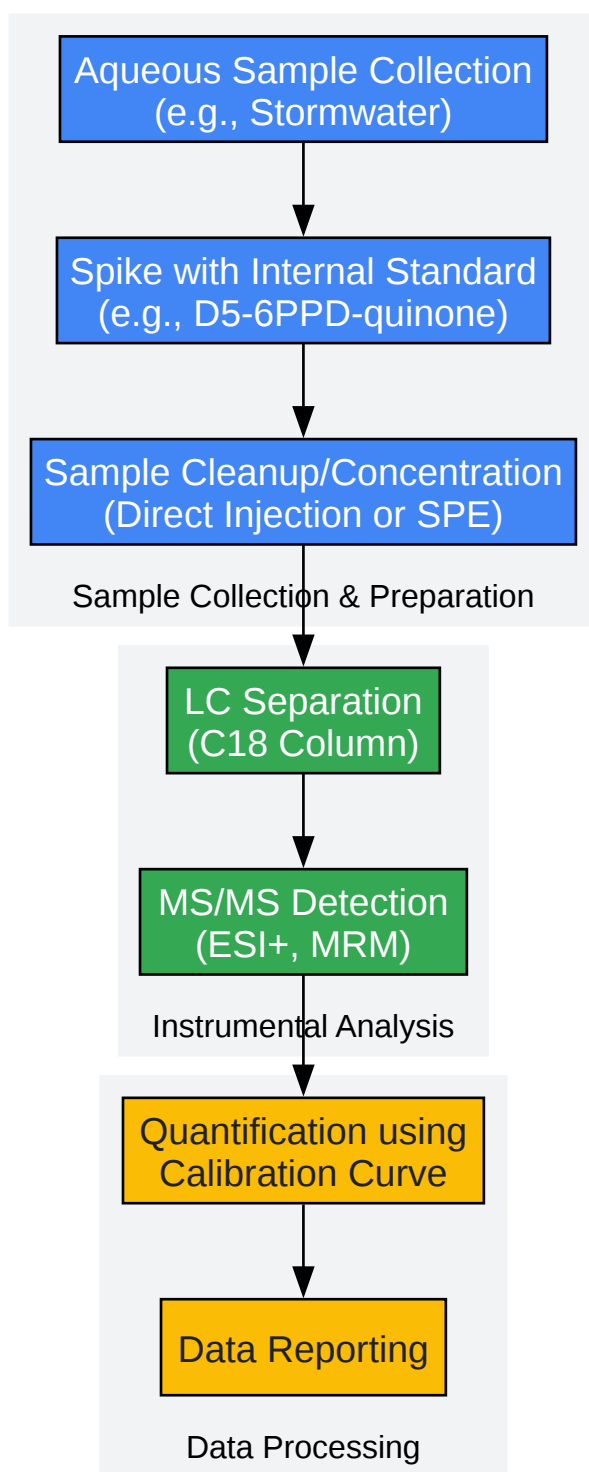 Aqueous Sample Collection
(e.g., Stormwater)
Spike with Internal Standard
(e.g., D5-6PPD-quinone)
Sample Cleanup/Concentration
(Direct Injection or SPE)
Sample Collection & Preparation
LC Separation
(C18 Column)
MS/MS Detection
(ESI+, MRM)
Instrumental Analysis
Quantification using
Calibration Curve
Data Reporting
Data Processing